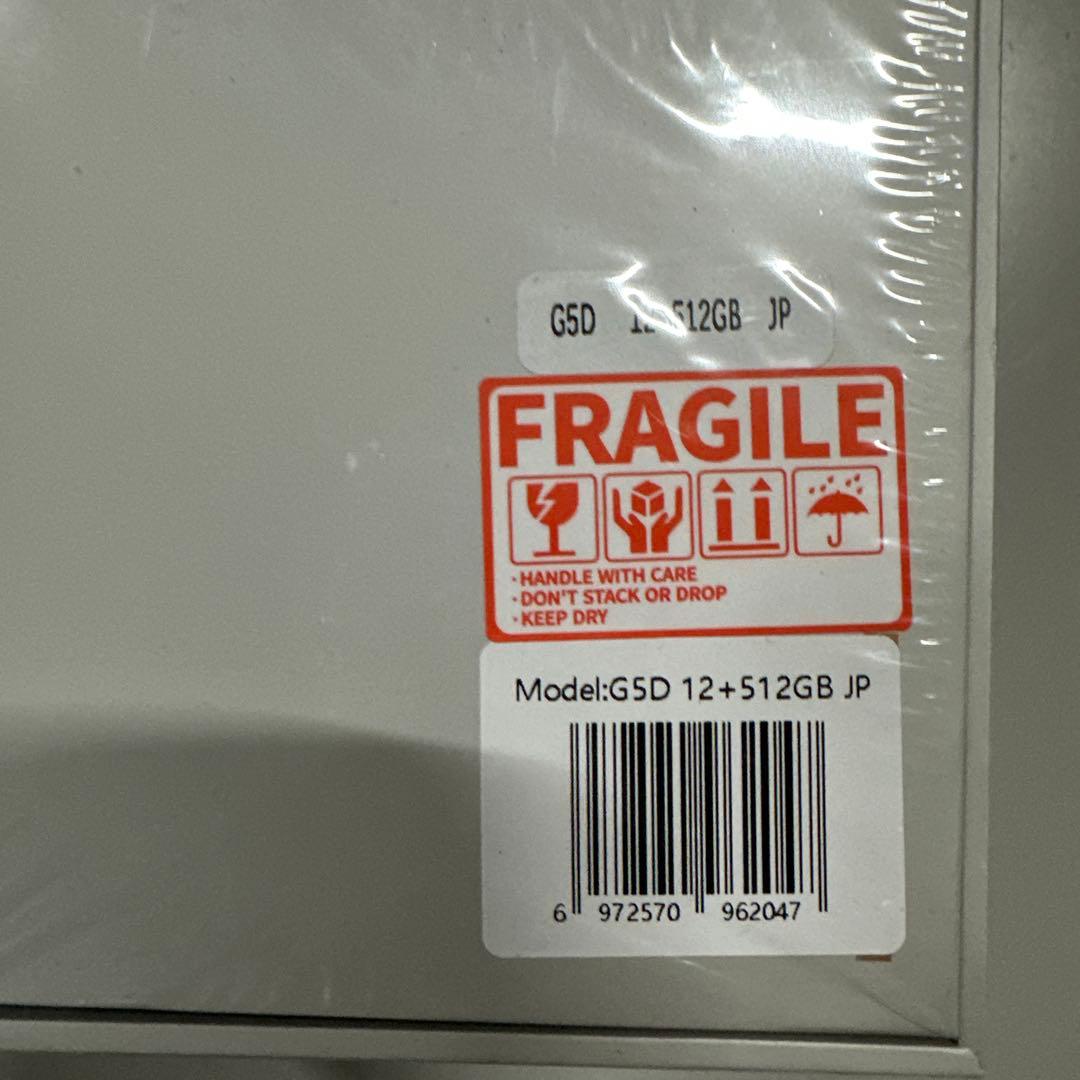 G5D 12+512GB JP
FRAGILE
·HANDLE WITH CARE
·DON'T STACK OR DROP
·KEEP DRY
Model:G5D 12+512GB JP
6 972570 962047